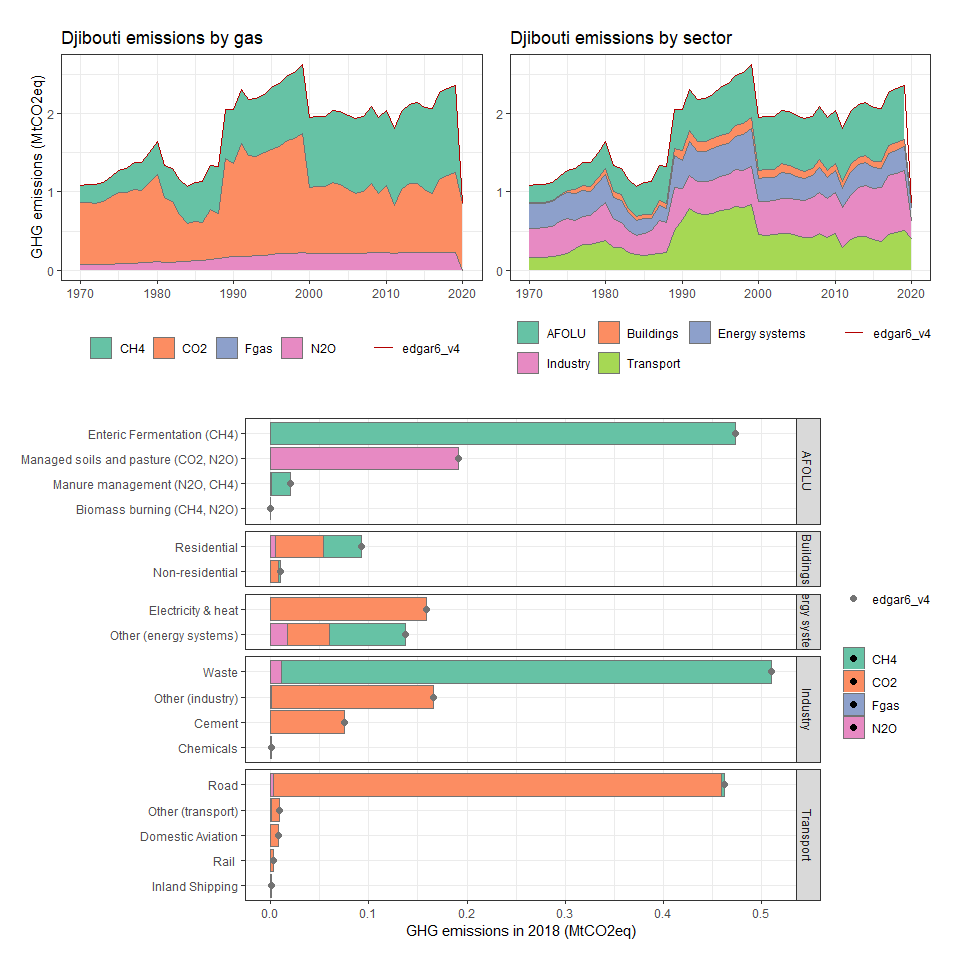 Djibouti emissions by gas
GHG emissions (MtCO2eq)
2
1
0
1970 1980 1990 2000 2010 2020
CH4 CO2 Fgas N2O edgar6_v4
Djibouti emissions by sector
2
1
0
1970 1980 1990 2000 2010 2020
AFOLU Buildings Energy systems edgar6_v4
Industry Transport
Enteric Fermentation (CH4)
Managed soils and pasture (CO2, N2O)
Manure management (N2O, CH4)
Biomass burning (CH4, N2O)
AFOLU
Residential
Non-residential
Buildings
Electricity & heat
Other (energy systems)
ergy syste
Waste
Other (industry)
Cement
Chemicals
Industry
Road
Other (transport)
Domestic Aviation
Rail
Inland Shipping
Transport
0.0 0.1 0.2 0.3 0.4 0.5
GHG emissions in 2018 (MtCO2eq)
edgar6_v4
CH4
CO2
Fgas
N2O